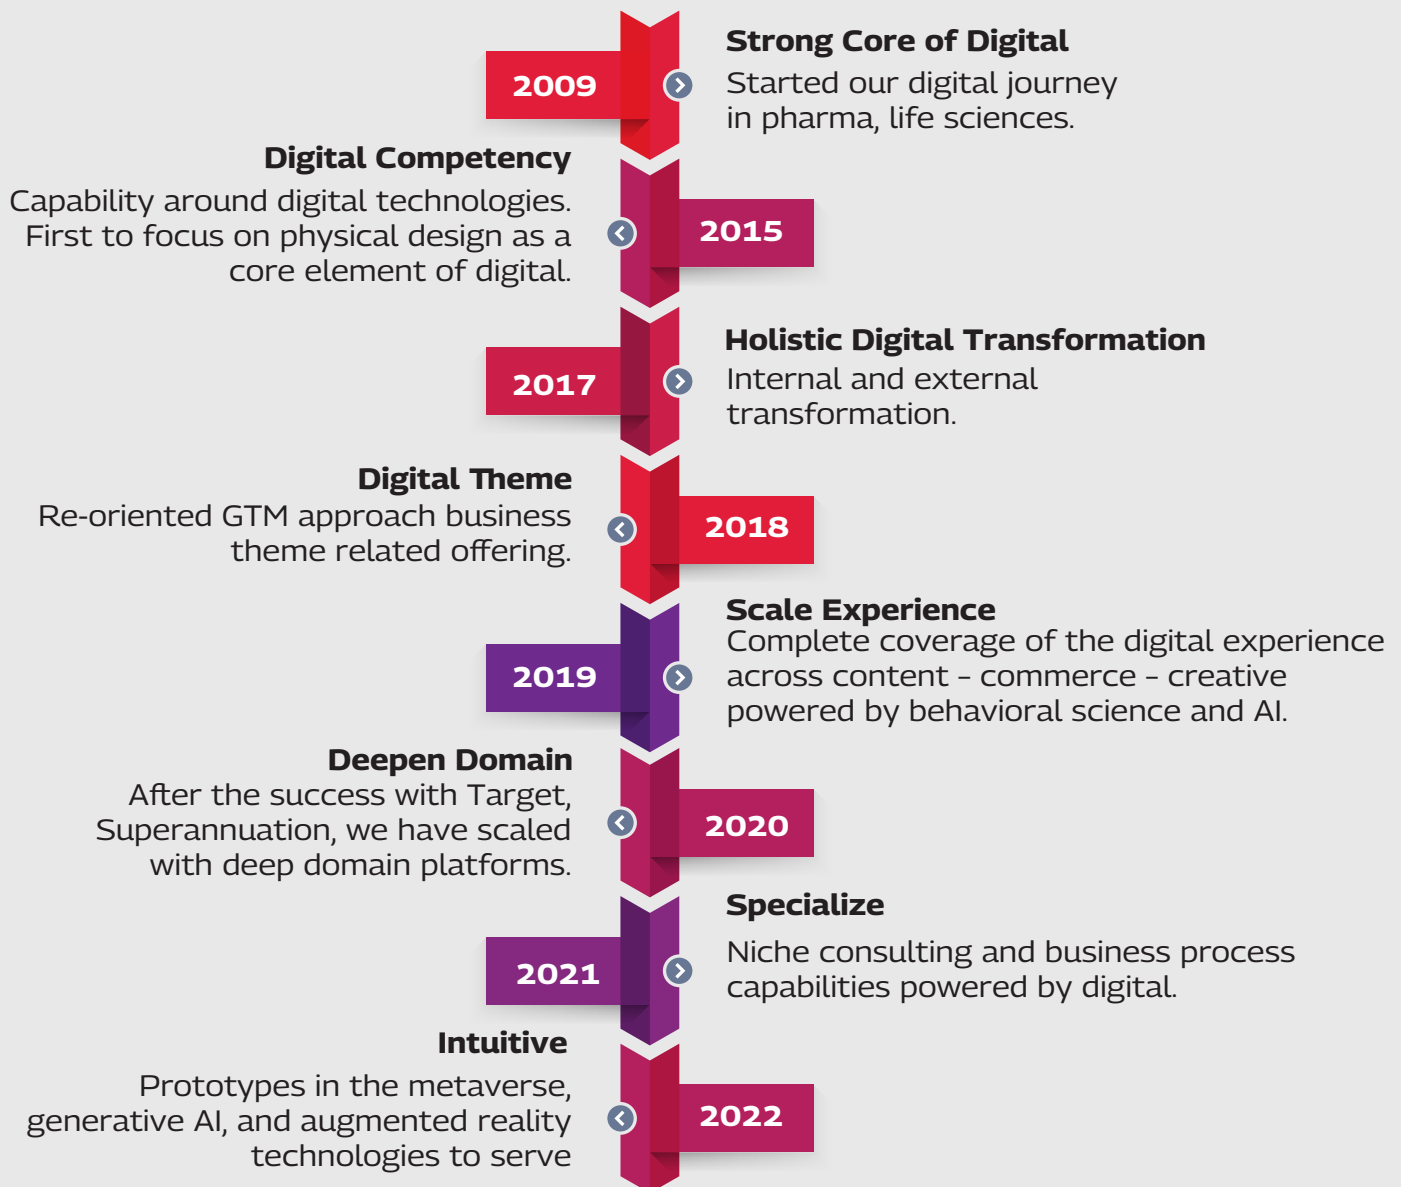 2009
Strong Core of Digital
Started our digital journey
in pharma, life sciences.
Digital Competency
Capability around digital technologies.
First to focus on physical design as a
core element of digital.
2015
2017
Holistic Digital Transformation
Internal and external
transformation.
Digital Theme
Re-oriented GTM approach business
theme related offering.
2018
2019
Scale Experience
Complete coverage of the digital experience
across content – commerce – creative
powered by behavioral science and AI.
Deepen Domain
After the success with Target,
Superannuation, we have scaled
with deep domain platforms.
2020
2021
Specialize
Niche consulting and business process
capabilities powered by digital.
Intuitive
Prototypes in the metaverse,
generative AI, and augmented reality
technologies to serve
2022